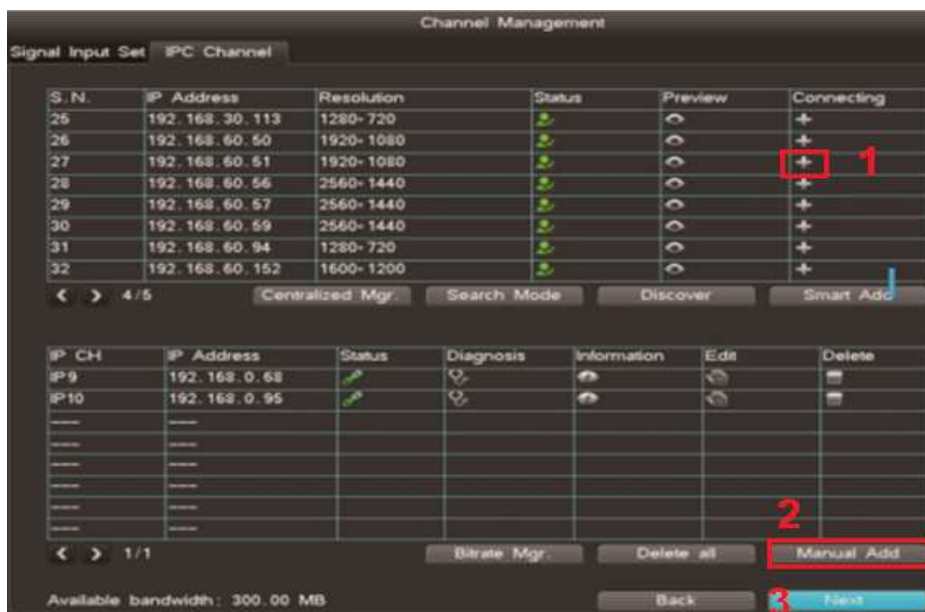 Channel Management
Signal Input Set IPC Channel
S.N. IP Address Resolution Status Preview Connecting
25 192.168.30.113 1280-720
26 192.168.60.50 1920-1080
27 192.168.60.51 1920-1080 1
28 192.168.60.56 2560-1440
29 192.168.60.57 2560-1440
30 192.168.60.59 2560-1440
31 192.168.60.94 1280-720
32 192.168.60.152 1600-1200
< > 4/5 Centralized Mgr. Search Mode Discover Smart Add
IP CH IP Address Status Diagnosis Information Edit Delete
IP9 192.168.0.68
IP10 192.168.0.95
--- ---
--- ---
--- ---
--- ---
--- ---
--- ---
2
< > 1/1 Bitrate Mgr. Delete all Manual Add
Available bandwidth: 300.00 MB Back 3 Next